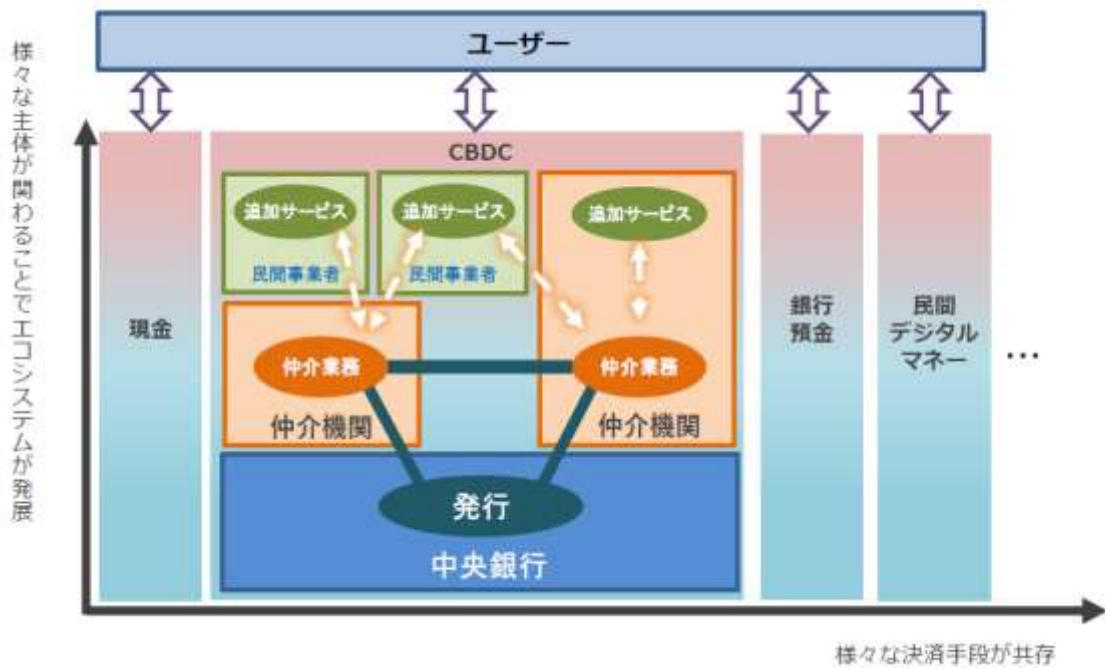 ユーザー
様々な主体が関わることでエコシステムが発展
CBDC
追加サービス
追加サービス
追加サービス
民間事業者
民間事業者
現金
銀行
預金
民間
デジタル
マネー
…
仲介業務
仲介業務
仲介機関
仲介機関
発行
中央銀行
様々な決済手段が共存